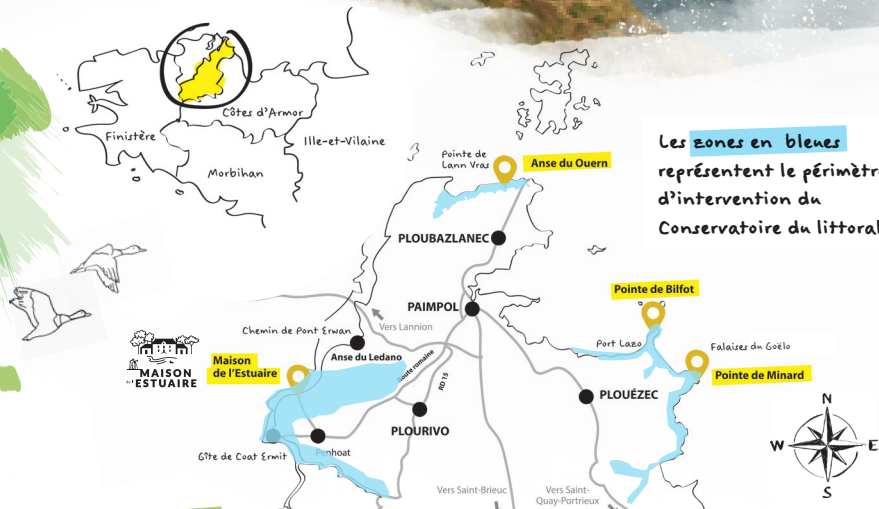 Côtes d'Armor
Finistère
Ille-et-Vilaine
Morbihan
Les zones en bleues
représentent le périmètre
d'intervention du
Conservatoire du littoral
Pointe de
Lann Vras
Anse du Ouern
PLOUBAZLANEC
PAIMPOL
Pointe de Bilfot
Vers Lannion
Chemin de Pont Erwan
Port Lazo
Falaises du Goëlo
Anse du Ledano
Maison
de l'Estuaire
MAISON
DE L'ESTUAIRE
Route romaine
RD 15
Pointe de Minard
PLOUÉZEC
PLOURIVO
Penhoat
Gîte de Coat Ermit
Vers Saint-Brieuc
Vers Saint-
Quay-Portrieux
N
W
E
S